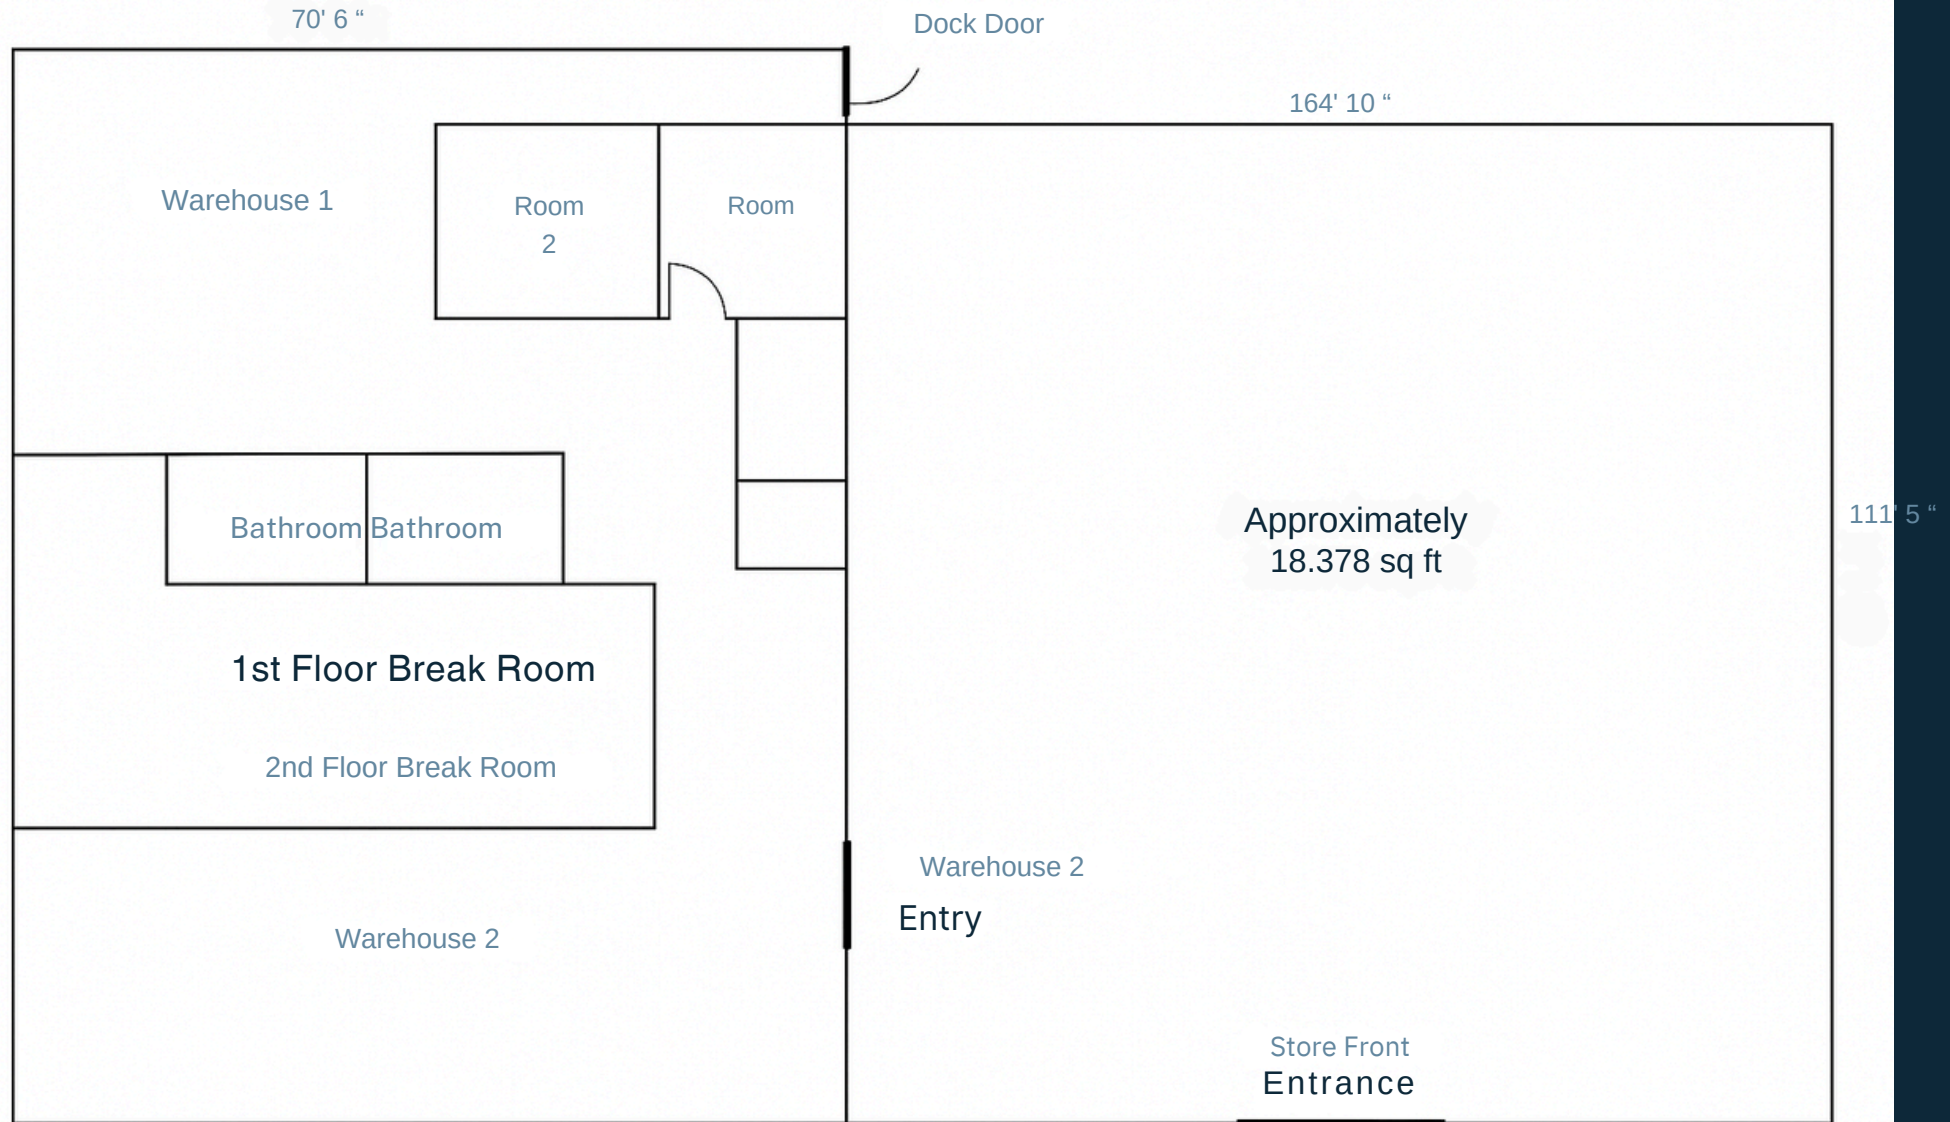 70' 6 “
Dock Door
164' 10 “
Warehouse 1
Room
2
Room
Approximately
18.378 sq ft
111' 5 “
Bathroom Bathroom
1st Floor Break Room
2nd Floor Break Room
Warehouse 2
Entry
Warehouse 2
Store Front
Entrance